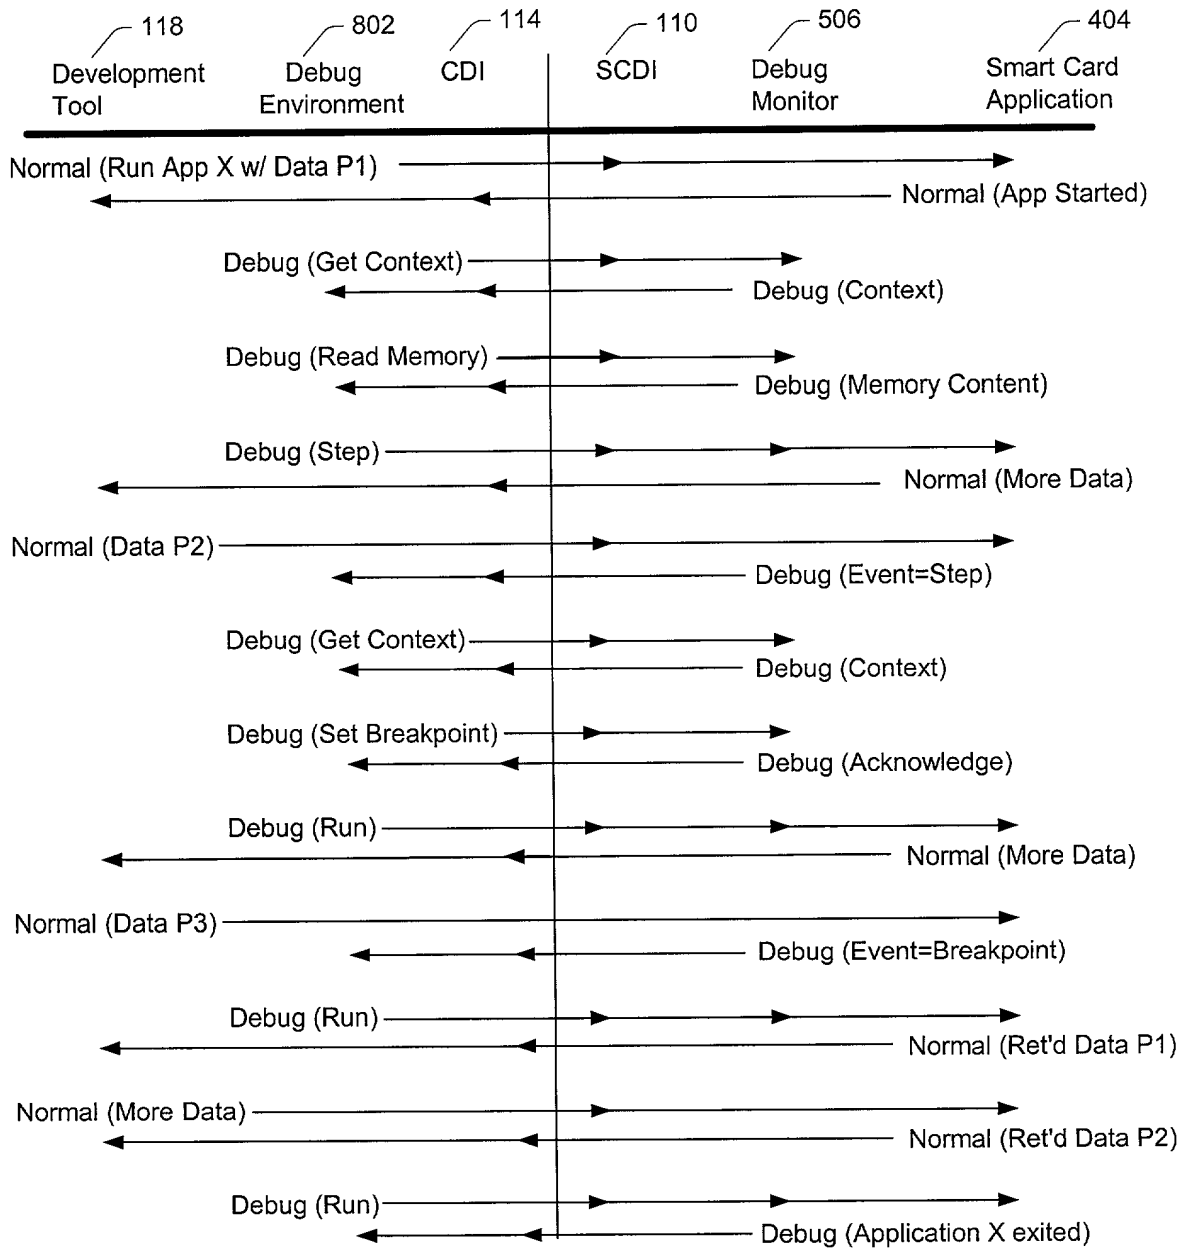 118
802
114
110
506
404
Development
Tool
Debug
Environment
CDI
SCDI
Debug
Monitor
Smart Card
Application
Normal (Run App X w/ Data P1)
Normal (App Started)
Debug (Get Context)
Debug (Context)
Debug (Read Memory)
Debug (Memory Content)
Debug (Step)
Normal (More Data)
Normal (Data P2)
Debug (Event=Step)
Debug (Get Context)
Debug (Context)
Debug (Set Breakpoint)
Debug (Acknowledge)
Debug (Run)
Normal (More Data)
Normal (Data P3)
Debug (Event=Breakpoint)
Debug (Run)
Normal (Ret'd Data P1)
Normal (More Data)
Normal (Ret'd Data P2)
Debug (Run)
Debug (Application X exited)